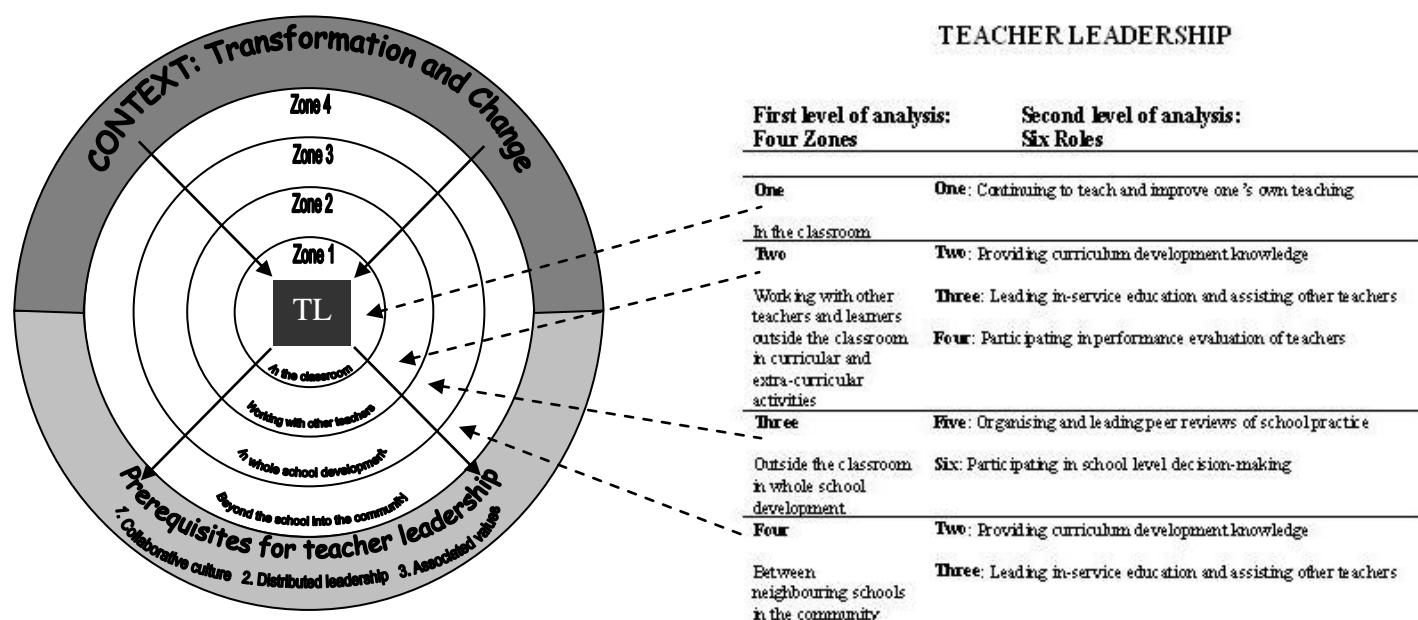 CONTEXT: Transformation and Change
Zone 4
Zone 3
Zone 2
Zone 1
TL
In the classroom
Working with other teachers
In whole school development
Beyond the school into the community
Prerequisites for teacher leadership
1. Collaborative culture 2. Distributed leadership 3. Associated values
TEACHER LEADERSHIP
First level of analysis:
Four Zones
Second level of analysis:
Six Roles
One
In the classroom
One: Continuing to teach and improve one's own teaching
Two
Working with other
teachers and learners
outside the classroom
in curricular and
extra-curricular
activities
Two: Providing curriculum development knowledge
Three: Leading in-service education and assisting other teachers
Four: Participating in performance evaluation of teachers
Three
Outside the classroom
in whole school
development
Five: Organising and leading peer reviews of school practice
Six: Participating in school level decision-making
Four
Between
neighbouring schools
in the community
Two: Providing curriculum development knowledge
Three: Leading in-service education and assisting other teachers